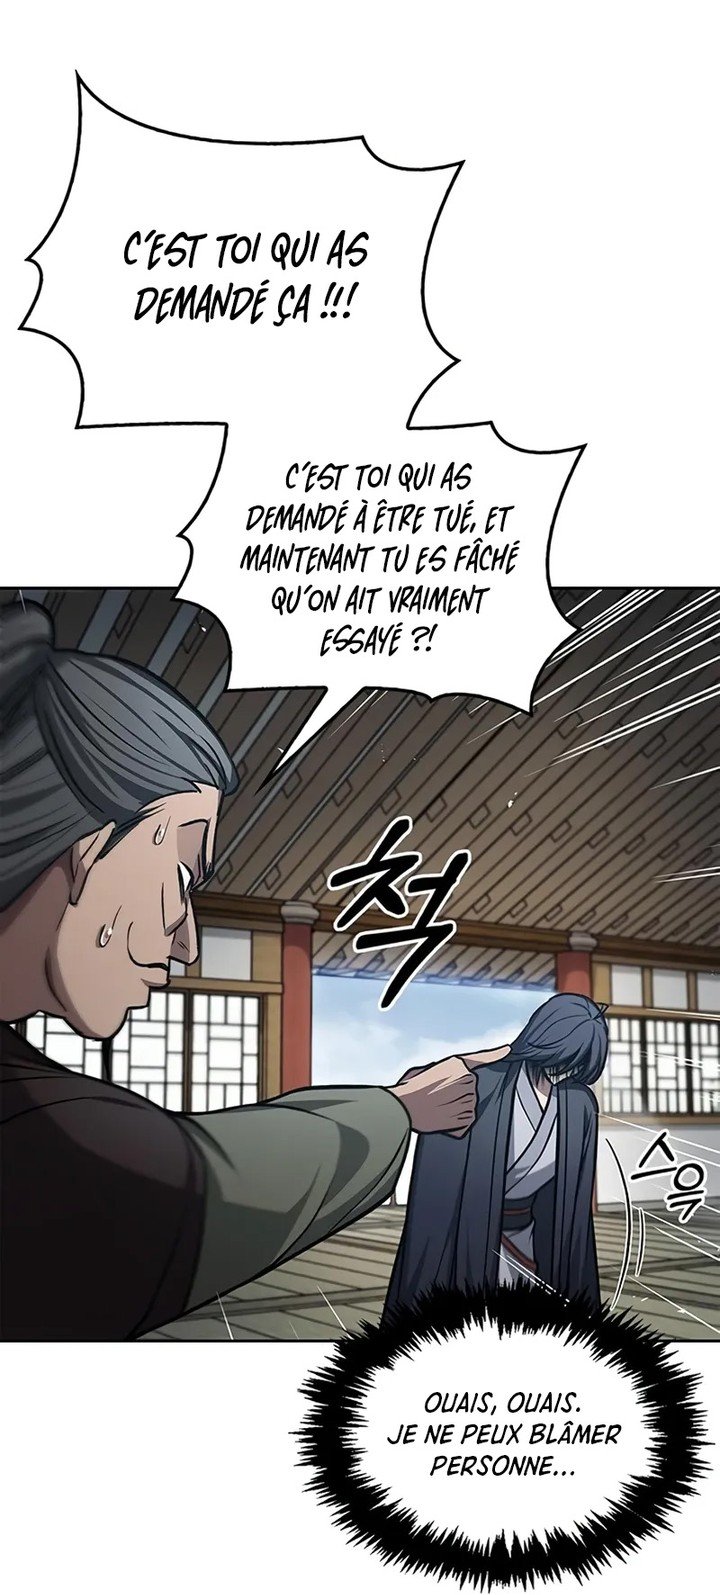 C'EST TOI QUI AS
DEMANDÉ ÇA !!!
C'EST TOI QUI AS
DEMANDÉ À ÊTRE TUÉ, ET
MAINTENANT TU ES FÂCHÉ
QU'ON AIT VRAIMENT
ESSAYÉ ?!
척
스윽
OUAIS, OUAIS.
JE NE PEUX BLÂMER
PERSONNE...